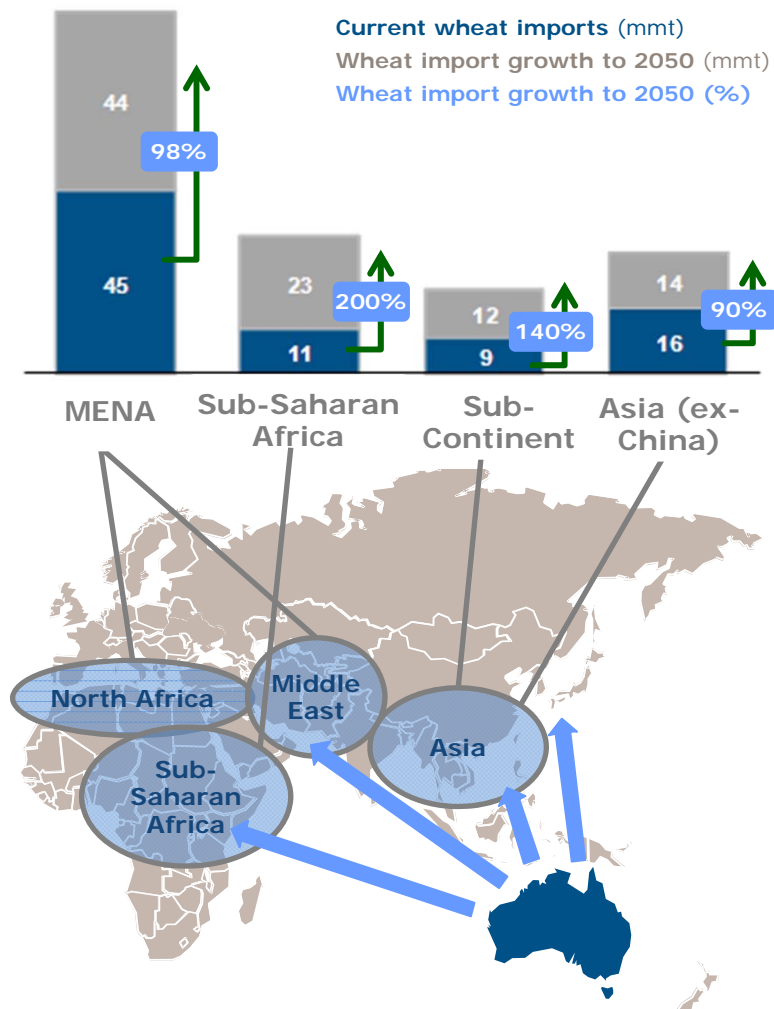 Current wheat imports (mmt)
Wheat import growth to 2050 (mmt)
Wheat import growth to 2050 (%)
44
98%
45
23
200%
11
12
140%
9
14
90%
16
MENA
Sub-Saharan
Africa
Sub-
Continent
Asia (ex-
China)
North Africa
Middle
East
Asia
Sub-
Saharan
Africa